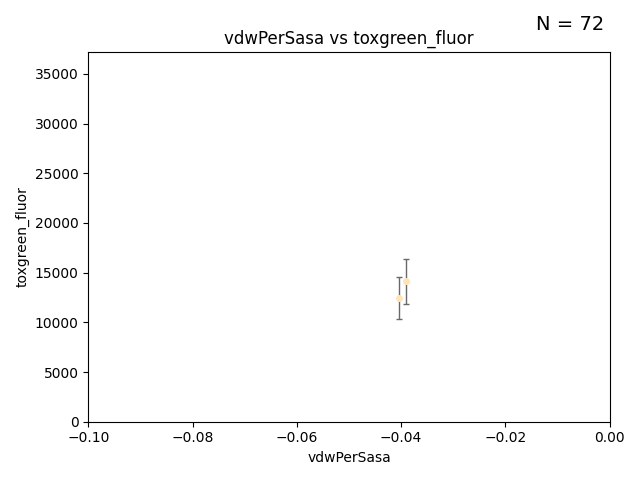 N = 72
vdwPerSasa vs toxgreen_fluor
35000
30000
25000
20000
15000
10000
5000
0
toxgreen_fluor
−0.10 −0.08 −0.06 −0.04 −0.02 0.00
vdwPerSasa